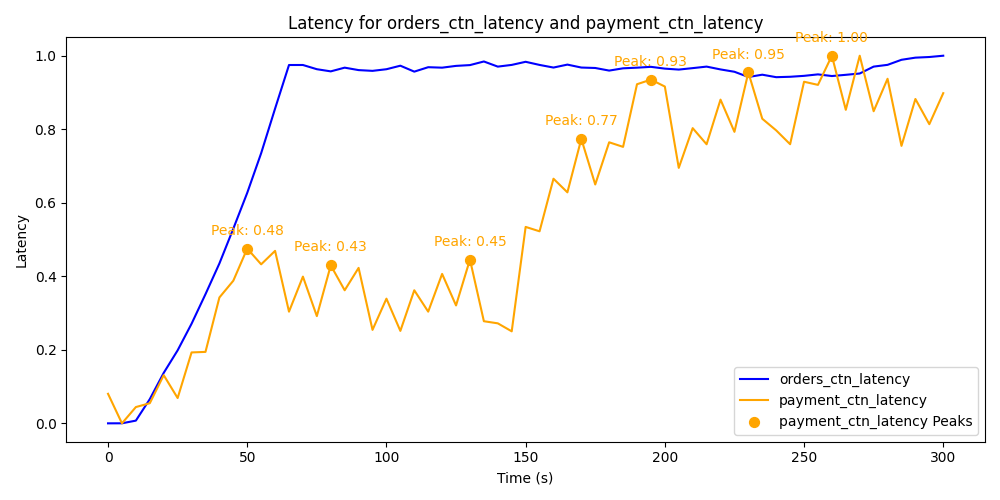 Latency for orders_ctn_latency and payment_ctn_latency
Peak: 1.00
Peak: 0.95
Peak: 0.93
Peak: 0.77
Peak: 0.48
Peak: 0.45
Peak: 0.43
Latency
1.0
0.8
0.6
0.4
0.2
0.0
orders_ctn_latency
payment_ctn_latency
payment_ctn_latency Peaks
0 50 100 150 200 250 300
Time (s)